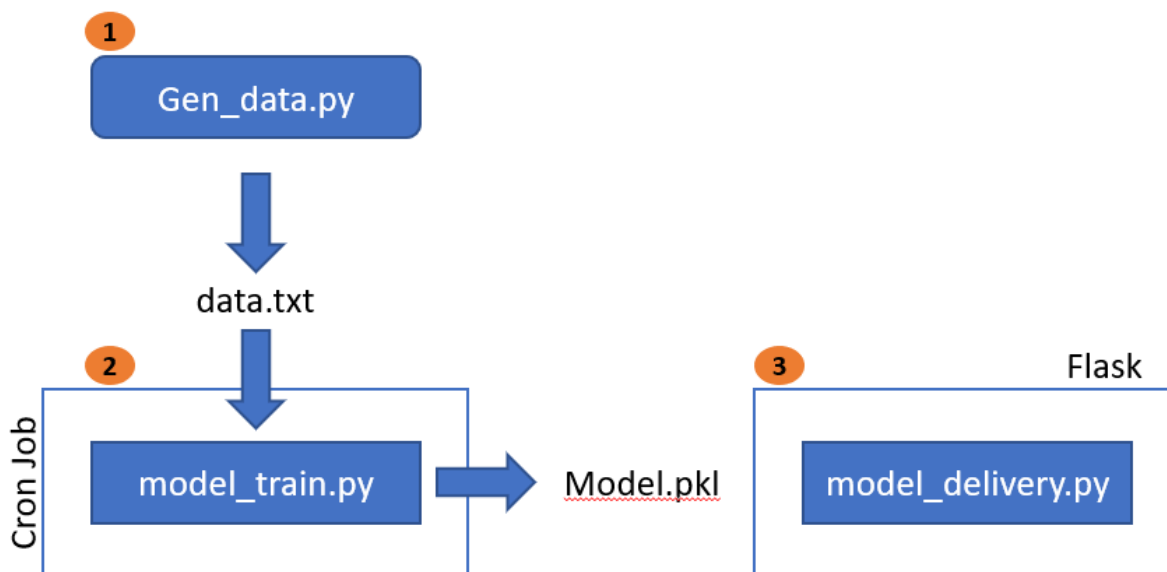 1
Gen_data.py
data.txt
2
Cron Job
model_train.py
Model.pkl
3
Flask
model_delivery.py